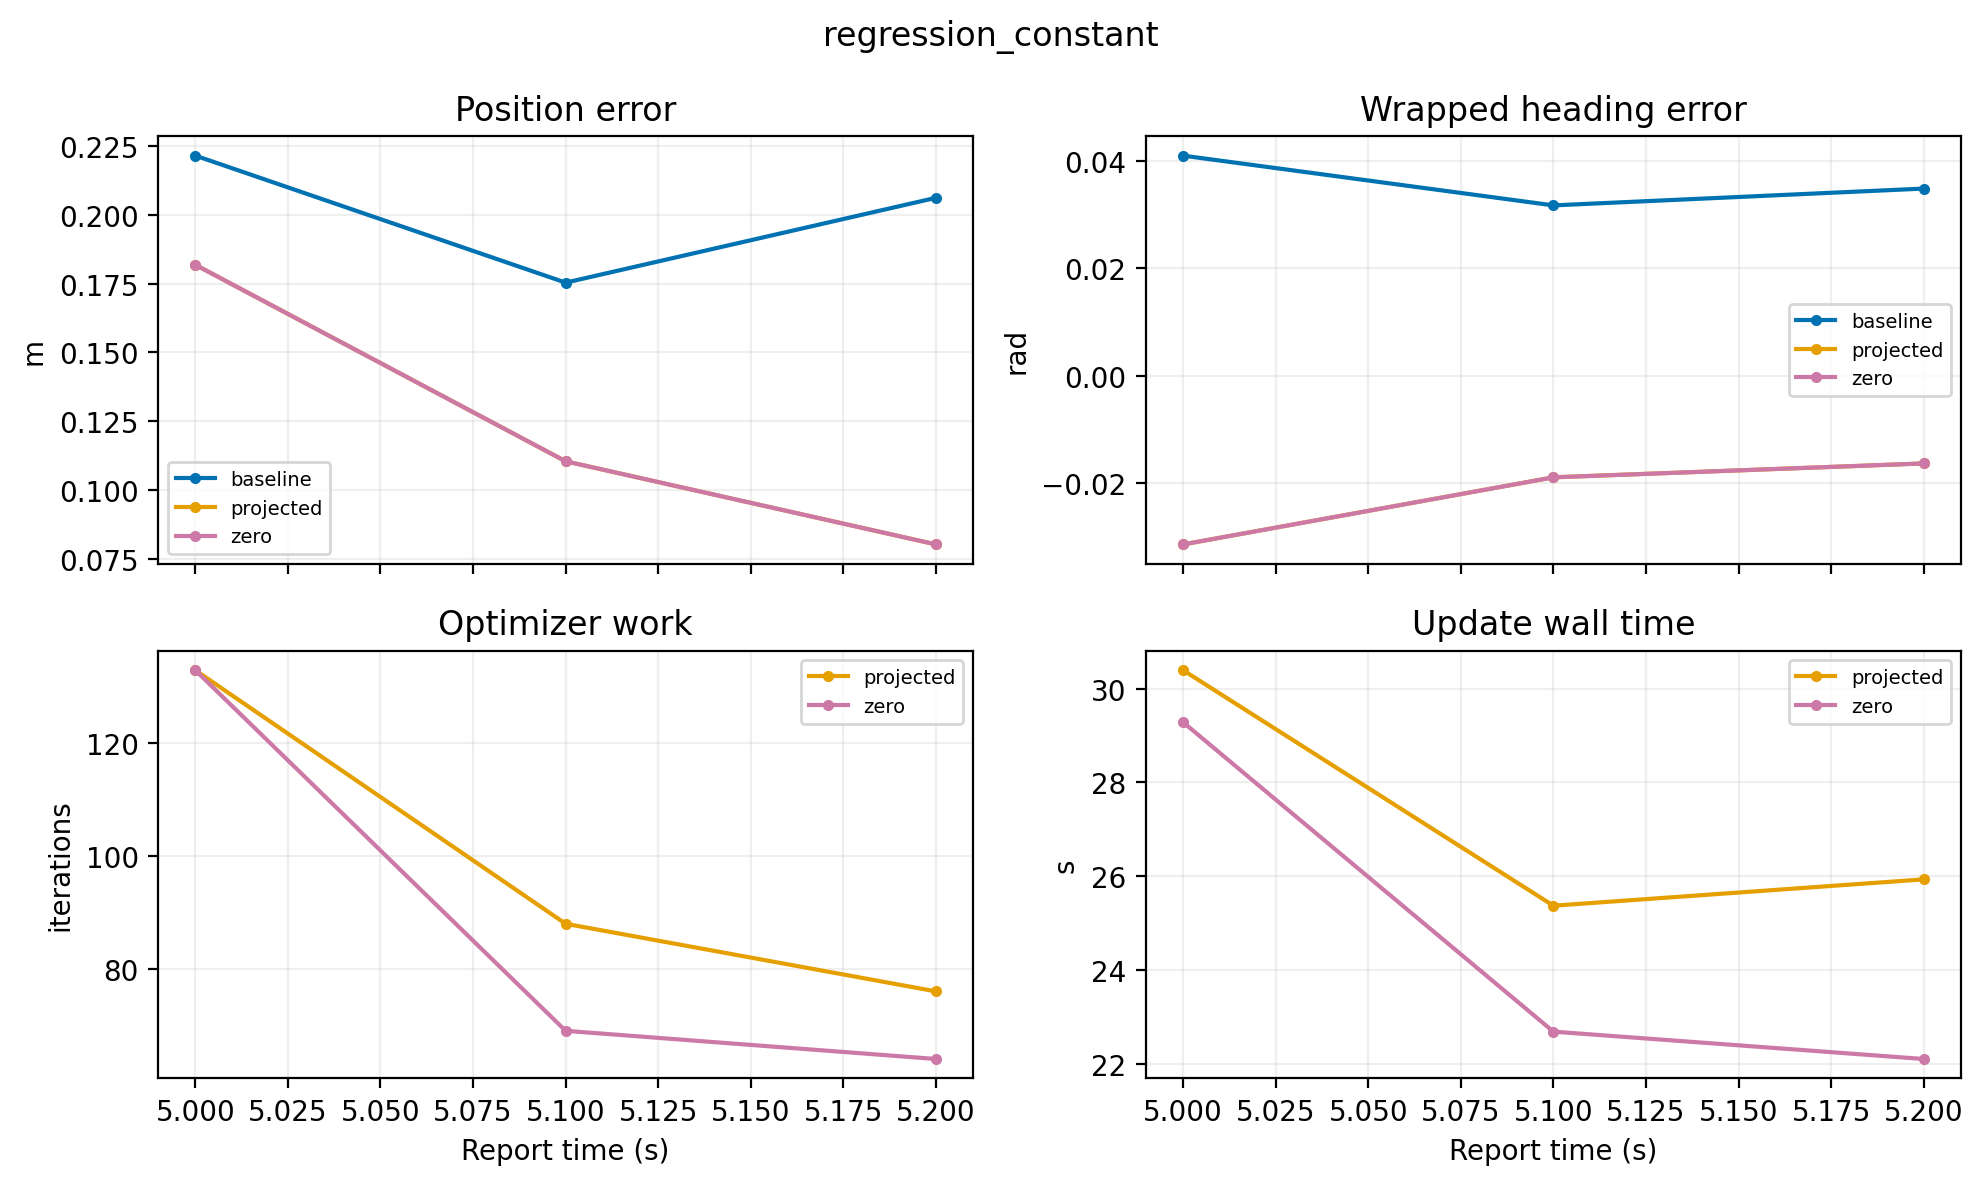 regression_constant
Position error
0.225
0.200
0.175
0.150
0.125
0.100
0.075
m
baseline
projected
zero
Wrapped heading error
0.04
0.02
0.00
−0.02
rad
baseline
projected
zero
Optimizer work
120
100
80
iterations
projected
zero
5.000 5.025 5.050 5.075 5.100 5.125 5.150 5.175 5.200
Report time (s)
Update wall time
30
28
26
24
22
s
projected
zero
5.000 5.025 5.050 5.075 5.100 5.125 5.150 5.175 5.200
Report time (s)